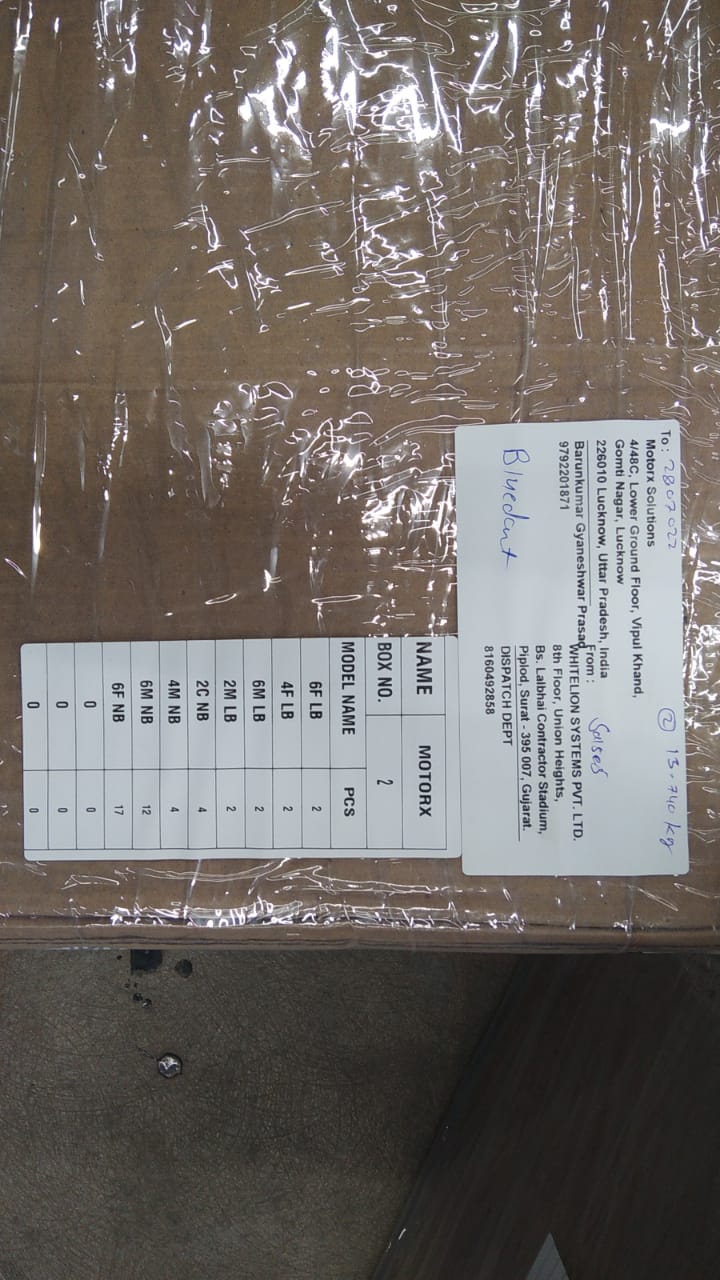 To: 2807022 ② 13.740 kg
Motorx Solutions
4/48C, Lower Ground Floor, Vipul Khand,
Gomti Nagar, Lucknow
226010 Lucknow, Uttar Pradesh, India
Barunkumar Gyaneshwar Prasad
9792201871
Bluedart
From :
WHITELION SYSTEMS PVT. LTD.
8th Floor, Union Heights,
Bs. Lalbhai Contractor Stadium,
Piplod, Surat - 395 007, Gujarat.
DISPATCH DEPT
8160492858
NAME MOTORX
BOX NO. 2
MODEL NAME PCS
6F LB 2
4F LB 2
6M LB 2
2M LB 2
2C NB 4
4M NB 4
6M NB 12
6F NB 17
0 0
0 0
0 0